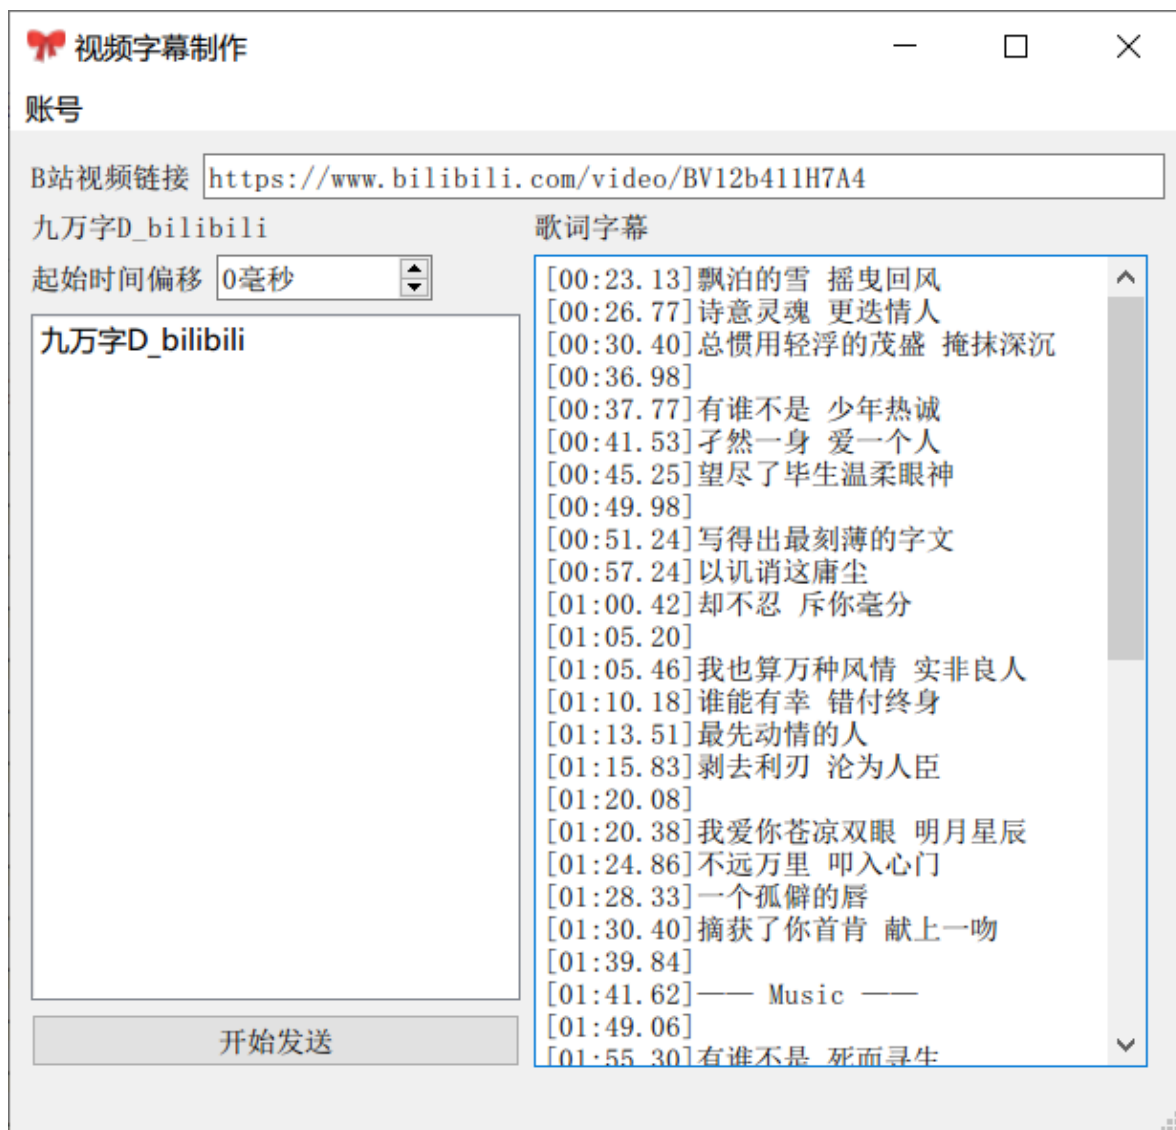 视频字幕制作
账号
B站视频链接 https://www.bilibili.com/video/BV12b411H7A4
九万字D_bilibili
起始时间偏移 0毫秒
九万字D_bilibili
开始发送
歌词字幕
[00:23.13]飘泊的雪 摇曳回风
[00:26.77]诗意灵魂 更迭情人
[00:30.40]总惯用轻浮的茂盛 掩抹深沉
[00:36.98]
[00:37.77]有谁不是 少年热诚
[00:41.53]孑然一身 爱一个人
[00:45.25]望尽了毕生温柔眼神
[00:49.98]
[00:51.24]写得出最刻薄的字文
[00:57.24]以讥诮这庸尘
[01:00.42]却不忍 斥你毫分
[01:05.20]
[01:05.46]我也算万种风情 实非良人
[01:10.18]谁能有幸 错付终身
[01:13.51]最先动情的人
[01:15.83]剥去利刃 沦为人臣
[01:20.08]
[01:20.38]我爱你苍凉双眼 明月星辰
[01:24.86]不远万里 叩入心门
[01:28.33]一个孤僻的唇
[01:30.40]摘获了你首肯 献上一吻
[01:39.84]
[01:41.62]—— Music ——
[01:49.06]
[01:55.30]有谁不是 死而寻生